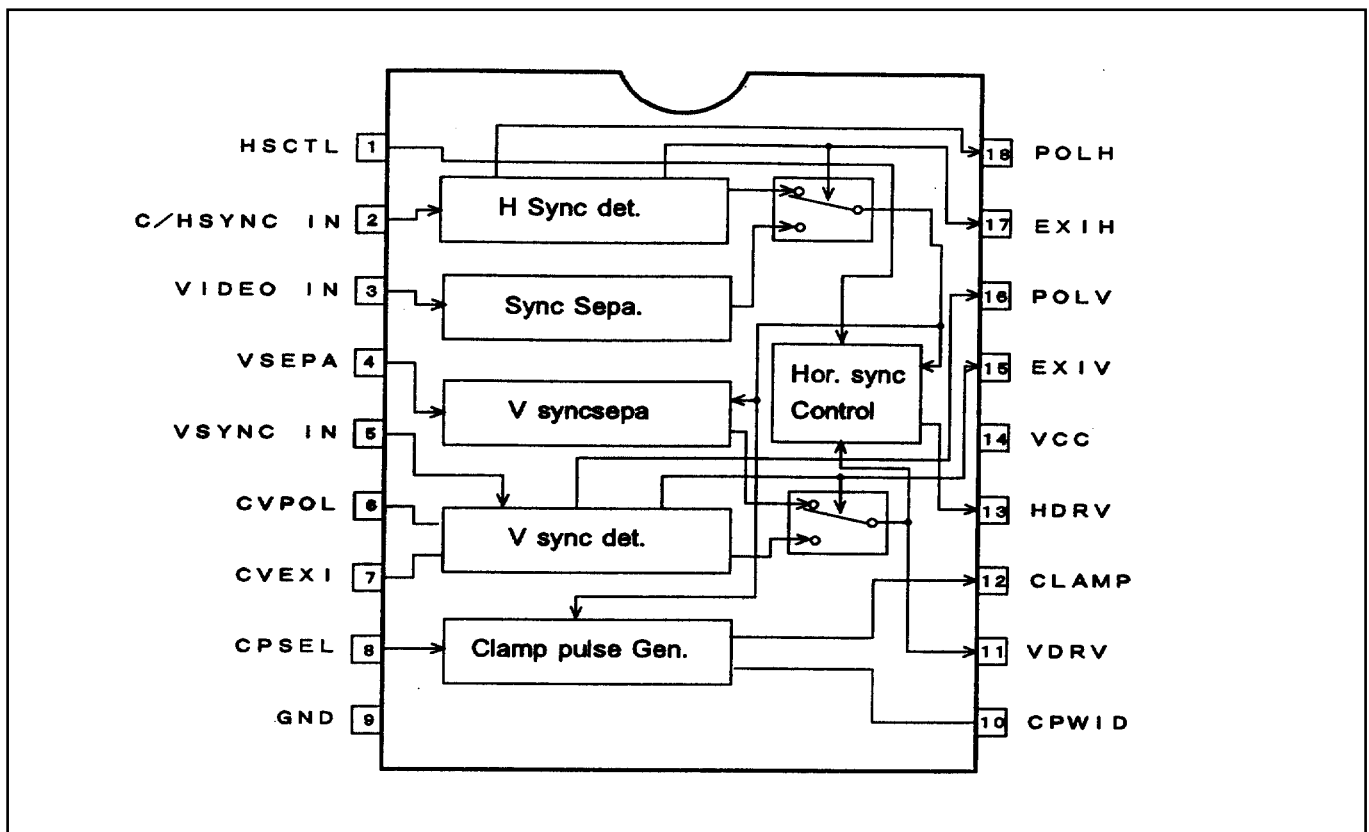 HSCTL 1
C/HSYNC IN 2
VIDEO IN 3
VSEPA 4
VSYNC IN 5
CVPOL 6
CVEXI 7
CPSEL 8
GND 9
H Sync det.
Sync Sepa.
V syncsepa
Hor. sync
Control
V sync det.
Clamp pulse Gen.
18 POLH
17 EXIH
16 POLV
15 EXIV
14 VCC
13 HDRV
12 CLAMP
11 VDRV
10 CPWID